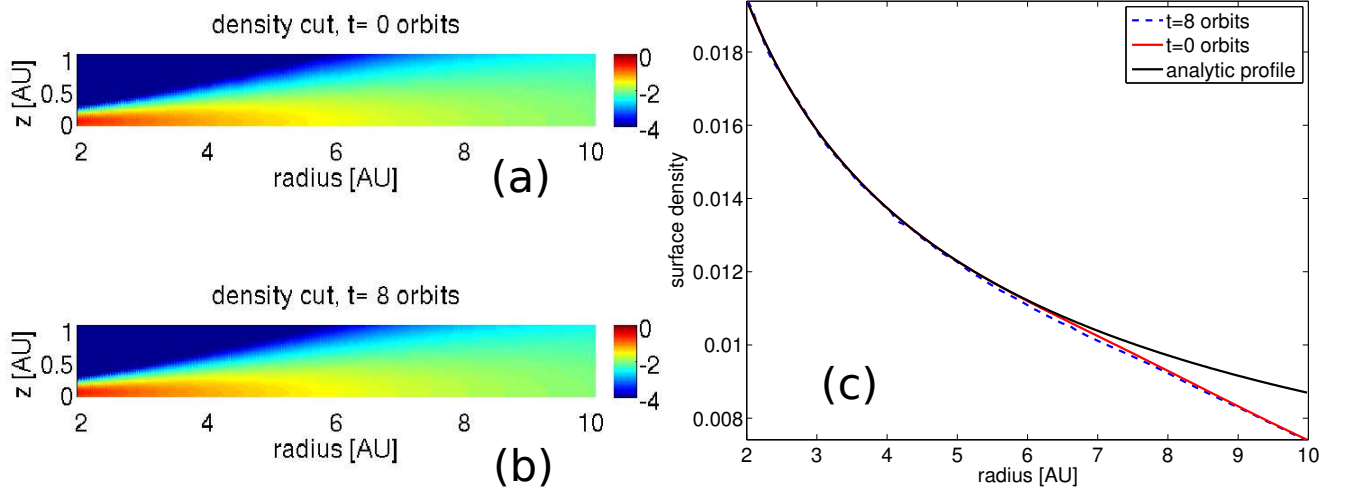 density cut, t= 0 orbits
z [AU]
1
0.5
0
2 4 6 8 10
radius [AU]
0
-2
-4
(a)
density cut, t= 8 orbits
z [AU]
1
0.5
0
2 4 6 8 10
radius [AU]
0
-2
-4
(b)
surface density
0.018
0.016
0.014
0.012
0.01
0.008
2 3 4 5 6 7 8 9 10
radius [AU]
t=8 orbits
t=0 orbits
analytic profile
(c)